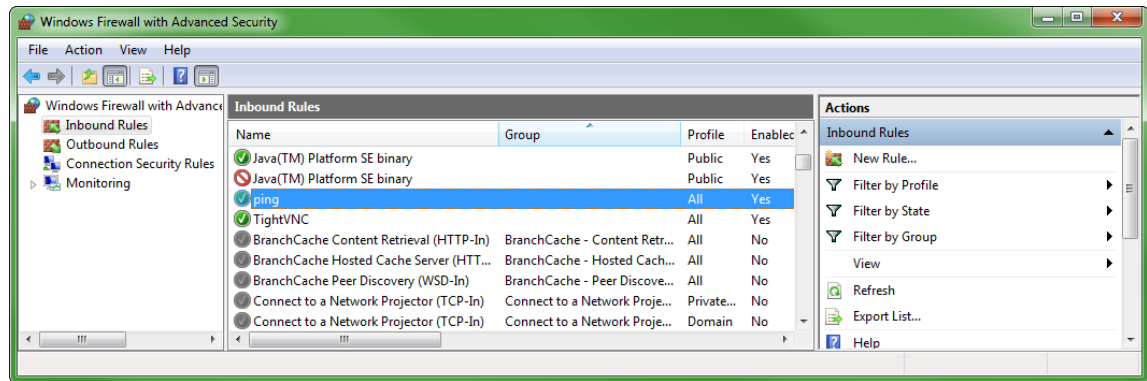 Windows Firewall with Advanced Security
File Action View Help
Windows Firewall with Advance
Inbound Rules
Outbound Rules
Connection Security Rules
Monitoring
Inbound Rules
Name Group Profile Enabled
Java(TM) Platform SE binary Public Yes
Java(TM) Platform SE binary Public Yes
ping All Yes
TightVNC All Yes
BranchCache Content Retrieval (HTTP-In) BranchCache - Content Retr... All No
BranchCache Hosted Cache Server (HTT... BranchCache - Hosted Cach... All No
BranchCache Peer Discovery (WSD-In) BranchCache - Peer Discove... All No
Connect to a Network Projector (TCP-In) Connect to a Network Proje... Private... No
Connect to a Network Projector (TCP-In) Connect to a Network Proje... Domain No
Actions
Inbound Rules
New Rule...
Filter by Profile
Filter by State
Filter by Group
View
Refresh
Export List...
Help